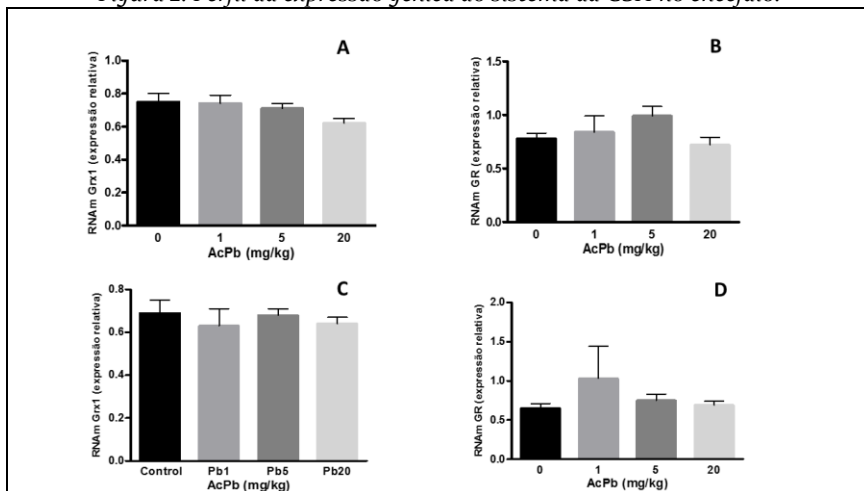 Figura 2. Perfil da expressão gênica do sistema da GSH no encéfalo.
A
RNAm Grx1 (expressão relativa)
1.0
0.8
0.6
0.4
0.2
0.0
0 1 5 20
AcPb (mg/kg)
B
RNAm GR (expressão relativa)
1.5
1.0
0.5
0.0
0 1 5 20
AcPb (mg/kg)
C
RNAm Grx1 (expressão relativa)
0.8
0.6
0.4
0.2
0.0
Control Pb1 Pb5 Pb20
AcPb (mg/kg)
D
RNAm GR (expressão relativa)
2.0
1.5
1.0
0.5
0.0
0 1 5 20
AcPb (mg/kg)